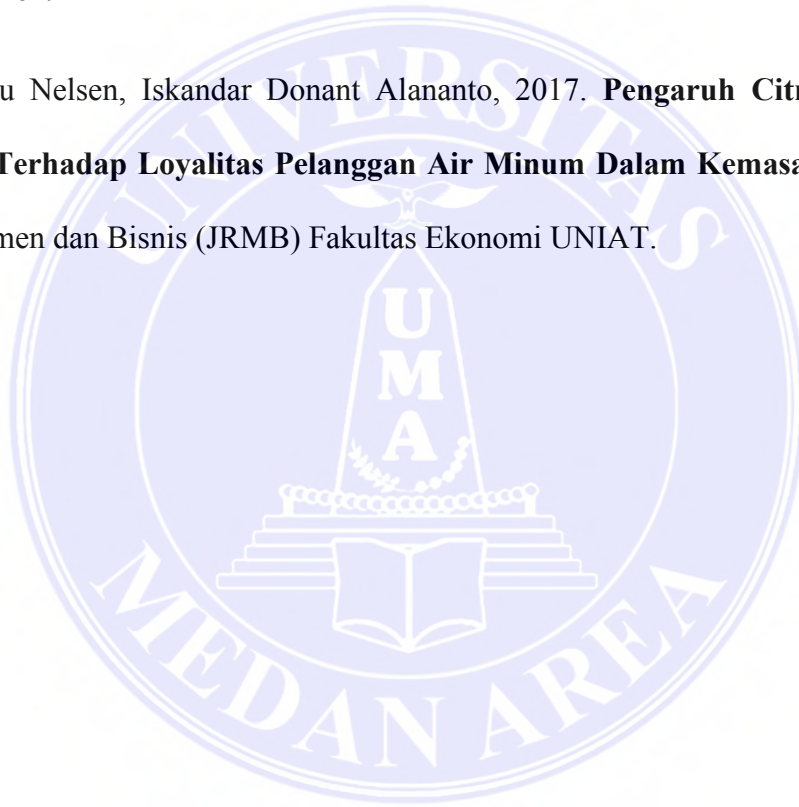 u Nelsen, Iskandar Donant Alananto, 2017. Pengaruh Citr
Terhadap Loyalitas Pelanggan Air Minum Dalam Kemasa
men dan Bisnis (JRMB) Fakultas Ekonomi UNIAT.
UNIVERSITAS
U
M
A
MEDAN AREA